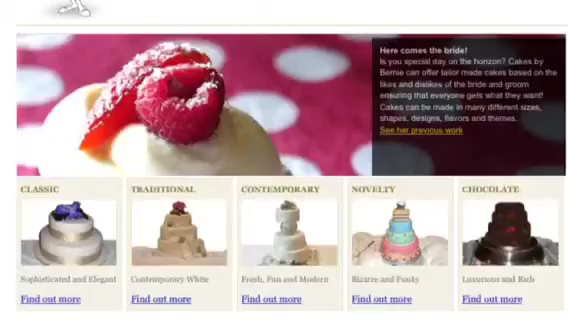 Here comes the bride!
Is you special day on the horizon? Cakes by
Bernie can offer tailor made cakes based on the
likes and dislikes of the bride and groom
ensuring that everyone gets what they want!
Cakes can be made in many different sizes,
shapes, designs, flavors and themes.
See her previous work
CLASSIC
TRADITIONAL
CONTEMPORARY
NOVELTY
CHOCOLATE
Sophisticated and Elegant
Contemporary White
Fresh, Fun and Modern
Bizarre and Funky
Luxurious and Rich
Find out more
Find out more
Find out more
Find out more
Find out more